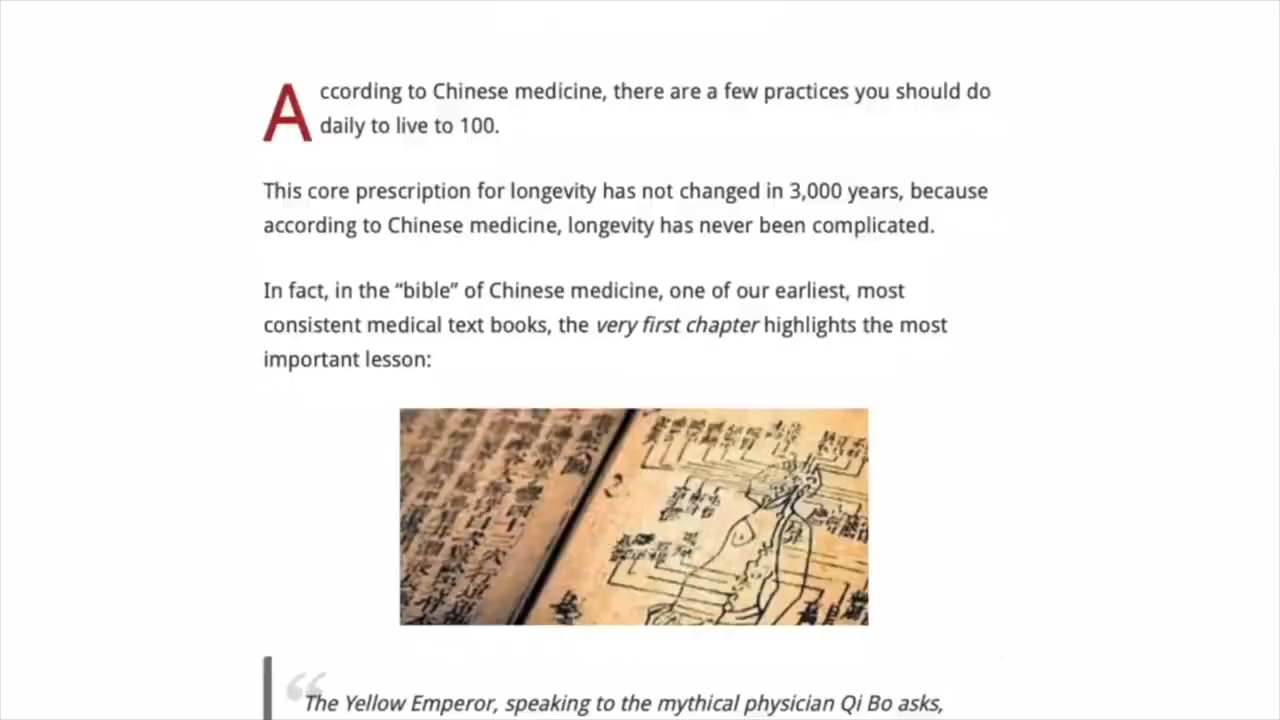 According to Chinese medicine, there are a few practices you should do
daily to live to 100.
This core prescription for longevity has not changed in 3,000 years, because
according to Chinese medicine, longevity has never been complicated.
In fact, in the “bible” of Chinese medicine, one of our earliest, most
consistent medical text books, the very first chapter highlights the most
important lesson:
“The Yellow Emperor, speaking to the mythical physician Qi Bo asks,